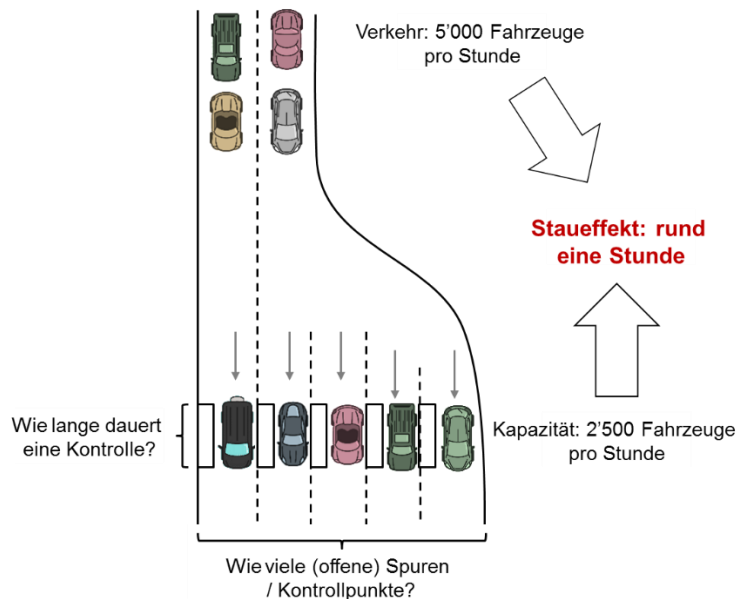 Verkehr: 5’000 Fahrzeuge
pro Stunde
Staueffekt: rund
eine Stunde
Wie lange dauert
eine Kontrolle?
Kapazität: 2’500 Fahrzeuge
pro Stunde
Wie viele (offene) Spuren
/ Kontrollpunkte?